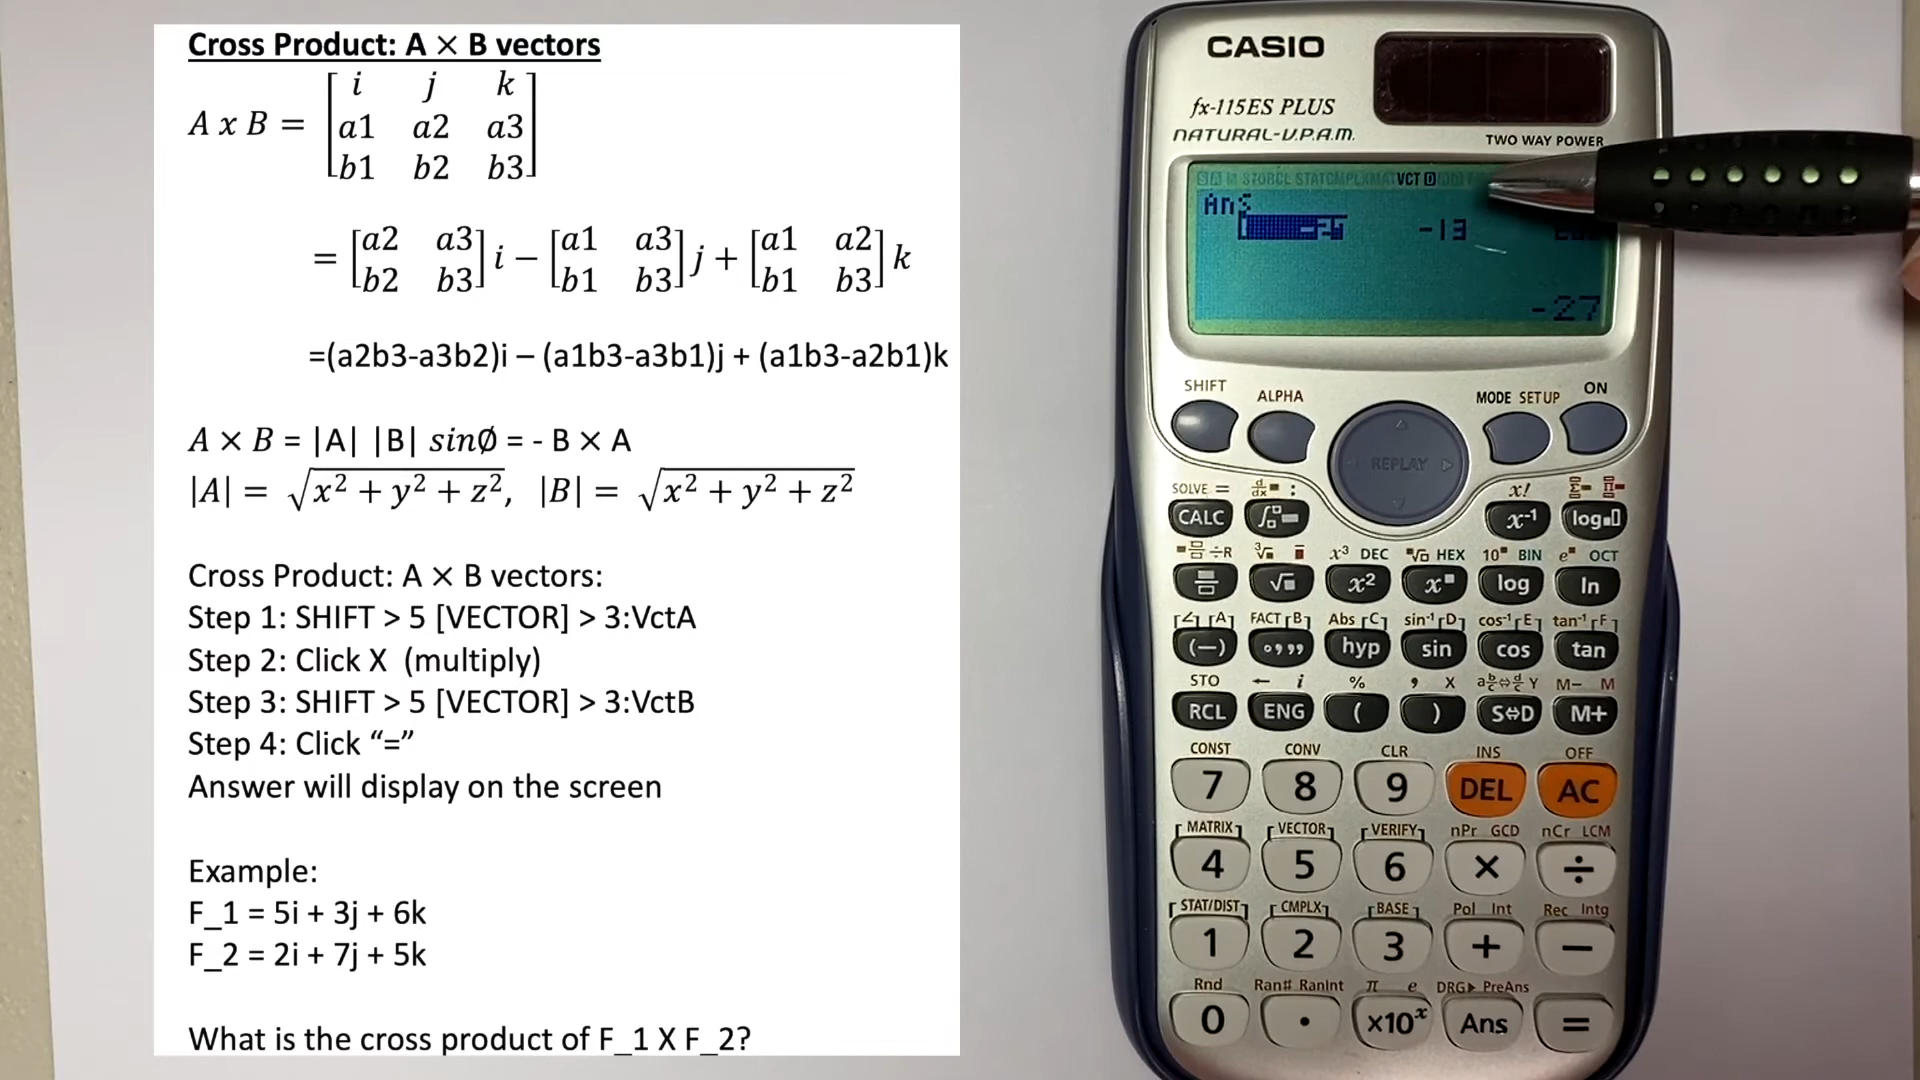 Cross Product: A × B vectors
A x B = [i j k
a1 a2 a3
b1 b2 b3]
= [a2 a3
b2 b3] i − [a1 a3
b1 b3] j + [a1 a2
b1 b3] k
=(a2b3-a3b2)i – (a1b3-a3b1)j + (a1b3-a2b1)k
A × B = |A| |B| sin∅ = - B × A
|A| = √x² + y² + z², |B| = √x² + y² + z²
Cross Product: A × B vectors:
Step 1: SHIFT > 5 [VECTOR] > 3:VctA
Step 2: Click X (multiply)
Step 3: SHIFT > 5 [VECTOR] > 3:VctB
Step 4: Click “=”
Answer will display on the screen
Example:
F_1 = 5i + 3j + 6k
F_2 = 2i + 7j + 5k
What is the cross product of F_1 X F_2?
CASIO
fx-115ES PLUS
NATURAL-V.P.A.M.
TWO WAY POWER
VCT D
Ans
-13
-27
SHIFT ALPHA MODE SETUP ON
REPLAY
SOLVE = d/dx : x! Σ Π
CALC ∫ x⁻¹ log
÷R ³√ x³ DEC √ HEX 10 BIN e OCT
√ x² x log ln
∠ A FACT B Abs C sin⁻¹ D cos⁻¹ E tan⁻¹ F
(−) °,,, hyp sin cos tan
STO ← i % , X a b/c⇔d/c Y M− M
RCL ENG ( ) S⇔D M+
CONST CONV CLR INS OFF
7 8 9 DEL AC
MATRIX VECTOR VERIFY nPr GCD nCr LCM
4 5 6 × ÷
STAT/DIST CMPLX BASE Pol Int Rec Intg
1 2 3 + −
Rnd Ran# RanInt π e DRG▶ PreAns
0 • ×10ˣ Ans =